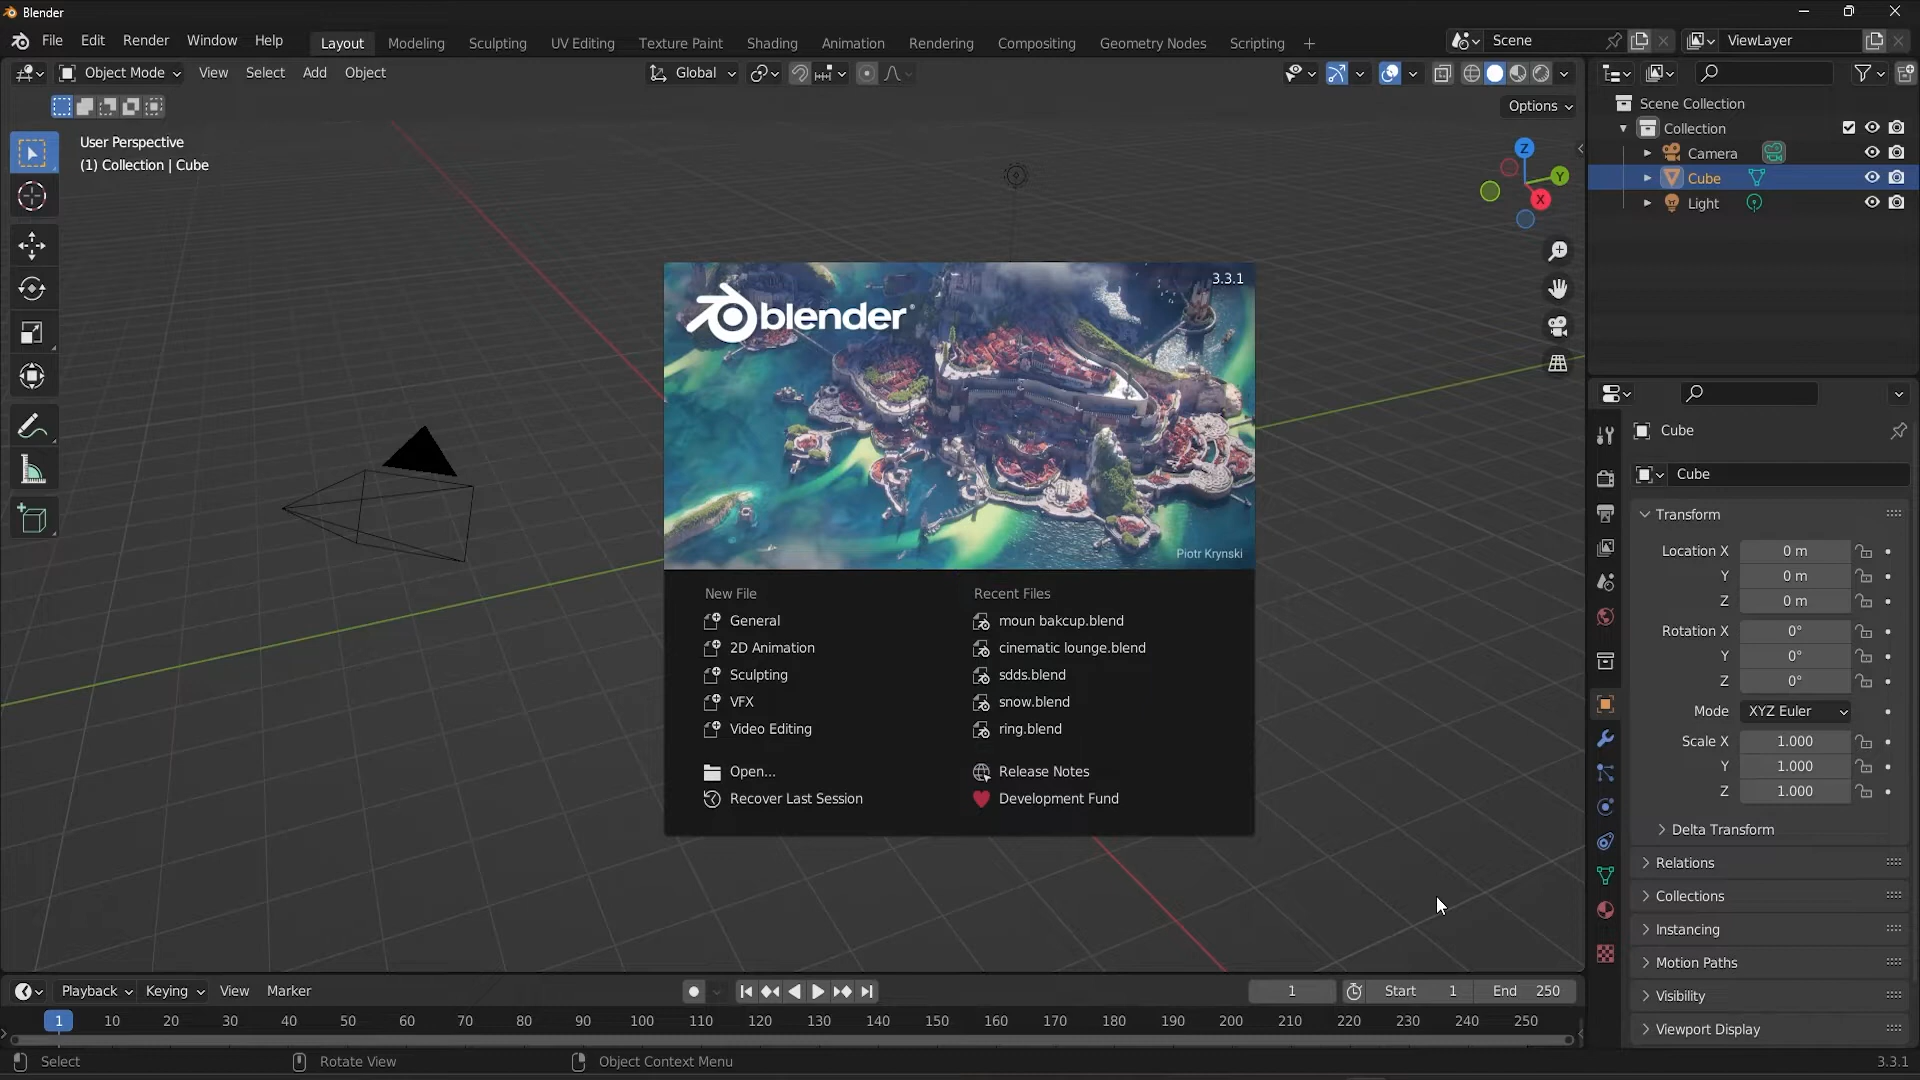 Blender
File Edit Render Window Help Layout Modeling Sculpting UV Editing Texture Paint Shading Animation Rendering Compositing Geometry Nodes Scripting + Scene ViewLayer
Object Mode View Select Add Object Global
Options
User Perspective
(1) Collection | Cube
Z
Y
X
Scene Collection
Collection
Camera
Cube
Light
3.3.1
blender
Piotr Krynski
New File
General
2D Animation
Sculpting
VFX
Video Editing
Open...
Recover Last Session
Recent Files
moun bakcup.blend
cinematic lounge.blend
sdds.blend
snow.blend
ring.blend
Release Notes
Development Fund
Cube
Cube
Transform
Location X 0 m
Y 0 m
Z 0 m
Rotation X 0°
Y 0°
Z 0°
Mode XYZ Euler
Scale X 1.000
Y 1.000
Z 1.000
Delta Transform
Relations
Collections
Instancing
Motion Paths
Visibility
Viewport Display
Playback Keying View Marker 1 Start 1 End 250
1 10 20 30 40 50 60 70 80 90 100 110 120 130 140 150 160 170 180 190 200 210 220 230 240 250
Select Rotate View Object Context Menu 3.3.1